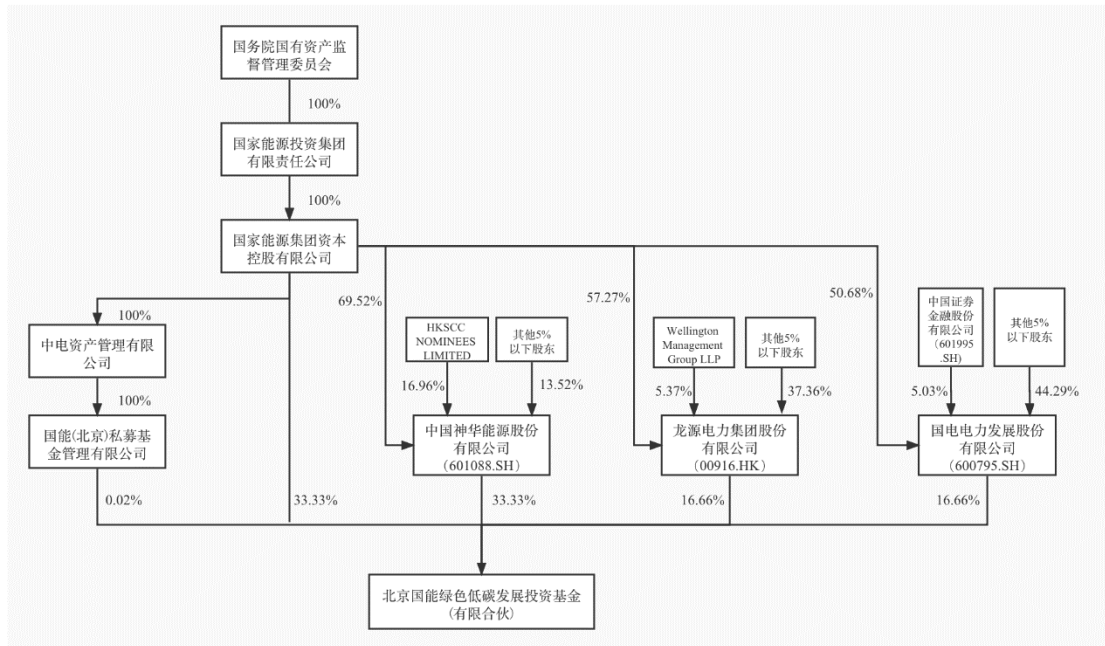 国务院国有资产监
督管理委员会
100%
国家能源投资集团
有限责任公司
100%
国家能源集团资本
控股有限公司
100%
69.52%
57.27%
50.68%
中电资产管理有限
公司
HKSCC
NOMINEES
LIMITED
其他5%
以下股东
Wellington
Management
Group LLP
其他5%
以下股东
中国证券
金融股份
有限公司
（601995
.SH）
其他5%
以下股东
100%
16.96%
13.52%
5.37%
37.36%
5.03%
44.29%
国能(北京)私募基
金管理有限公司
中国神华能源股份
有限公司
（601088.SH）
龙源电力集团股份
有限公司
（00916.HK）
国电电力发展股份
有限公司
（600795.SH）
0.02%
33.33%
33.33%
16.66%
16.66%
北京国能绿色低碳发展投资基金
(有限合伙)